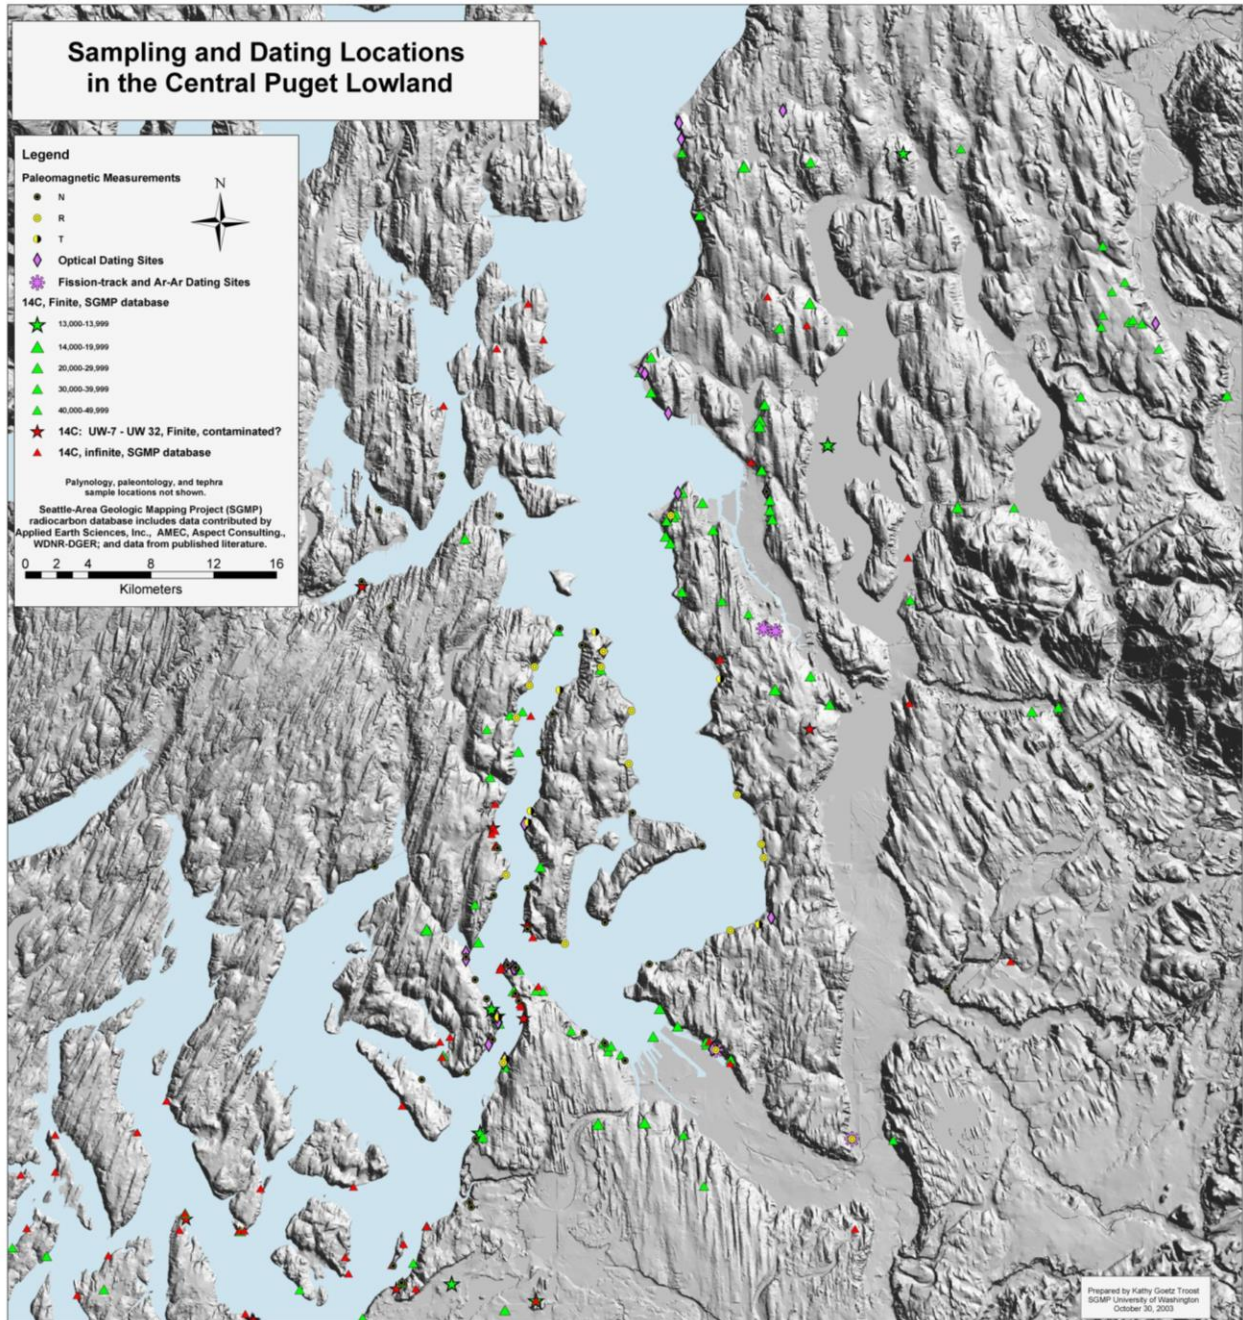 Sampling and Dating Locations
in the Central Puget Lowland
Legend
Paleomagnetic Measurements
N
N
R
T
Optical Dating Sites
Fission-track and Ar-Ar Dating Sites
14C, Finite, SGMP database
13,000-13,999
14,000-19,999
20,000-29,999
30,000-39,999
40,000-49,999
14C: UW-7 - UW 32, Finite, contaminated?
14C, infinite, SGMP database
Palynology, paleontology, and tephra
sample locations not shown.
Seattle-Area Geologic Mapping Project (SGMP)
radiocarbon database includes data contributed by
Applied Earth Sciences, Inc., AMEC, Aspect Consulting.,
WDNR-DGER; and data from published literature.
0 4 8 12 16
Kilometers
Prepared by Kathy Goetz Troost
SGMP University of Washington
October 30, 2003